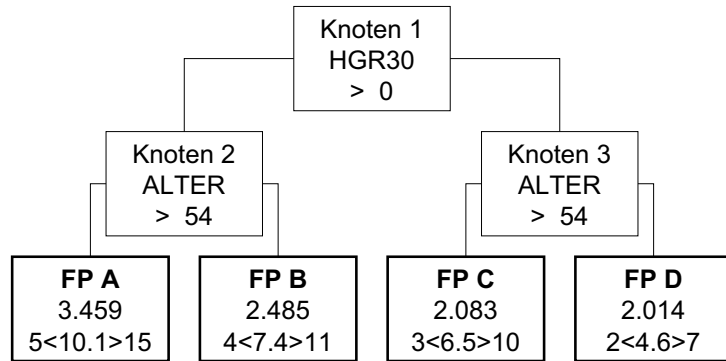 Knoten 1
HGR30
> 0
Knoten 2
ALTER
> 54
Knoten 3
ALTER
> 54
FP A
3.459
5<10.1>15
FP B
2.485
4<7.4>11
FP C
2.083
3<6.5>10
FP D
2.014
2<4.6>7